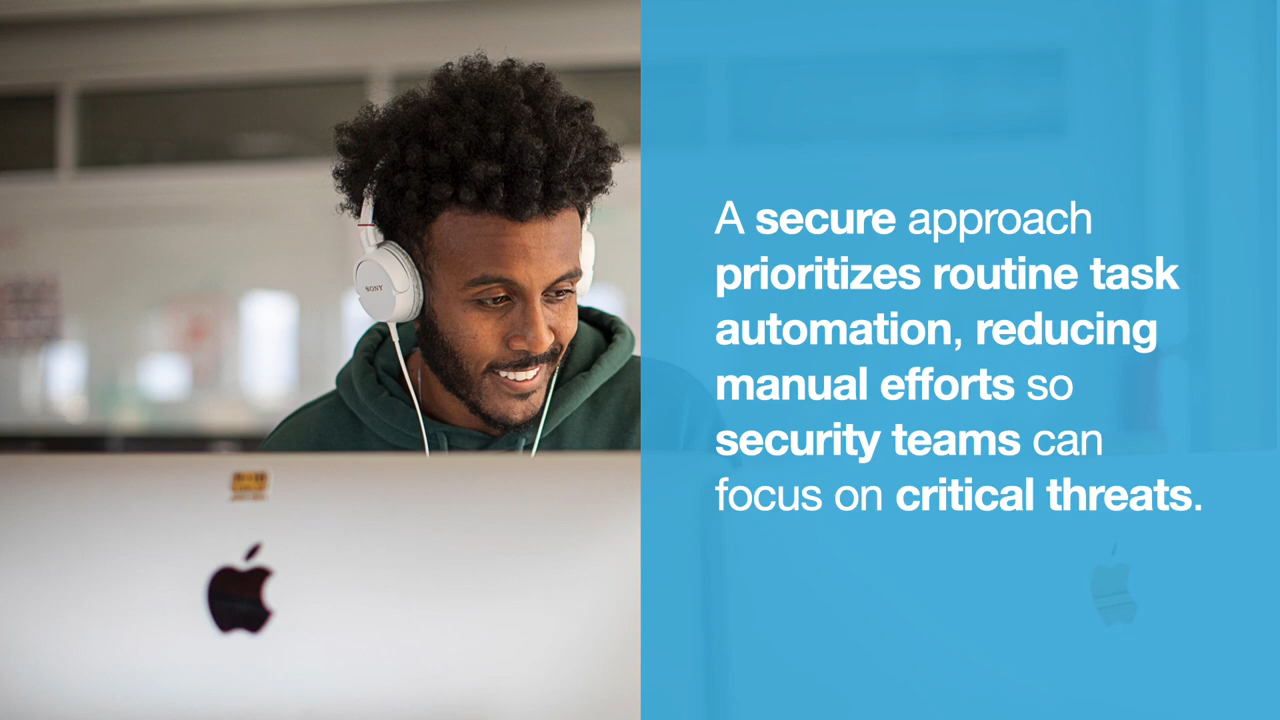 SONY
A secure approach
prioritizes routine task
automation, reducing
manual efforts so
security teams can
focus on critical threats.